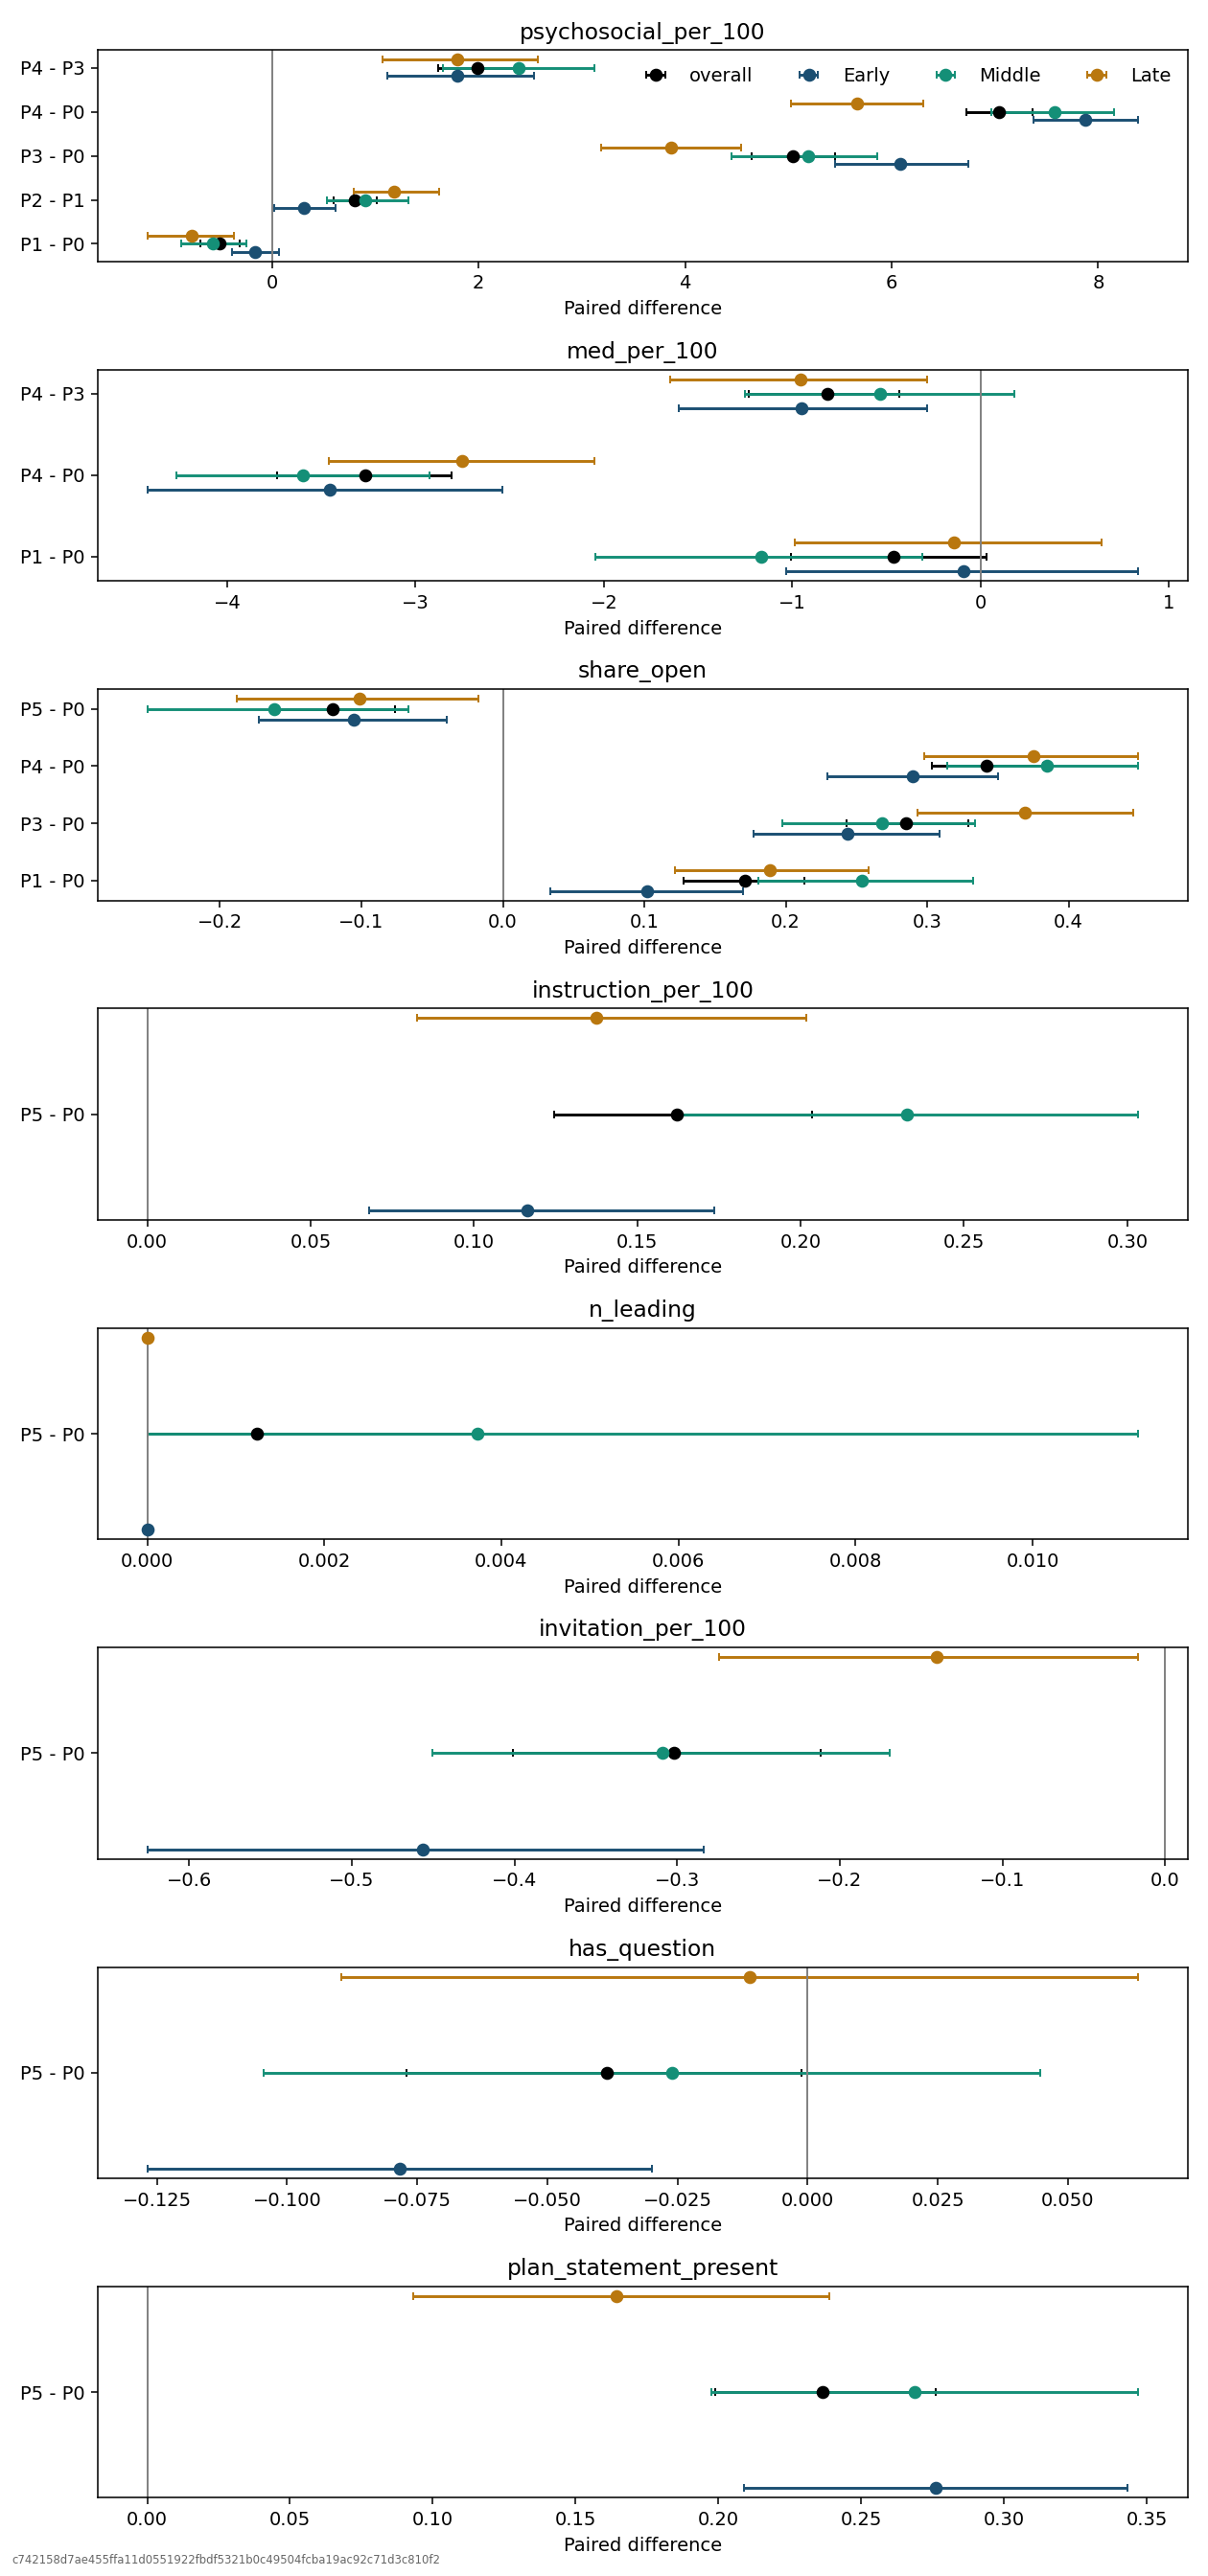 psychosocial_per_100
P4 - P3
overall Early Middle Late
P4 - P0
P3 - P0
P2 - P1
P1 - P0
0 2 4 6 8
Paired difference
med_per_100
P4 - P3
P4 - P0
P1 - P0
−4 −3 −2 −1 0 1
Paired difference
share_open
P5 - P0
P4 - P0
P3 - P0
P1 - P0
−0.2 −0.1 0.0 0.1 0.2 0.3 0.4
Paired difference
instruction_per_100
P5 - P0
0.00 0.05 0.10 0.15 0.20 0.25 0.30
Paired difference
n_leading
P5 - P0
0.000 0.002 0.004 0.006 0.008 0.010
Paired difference
invitation_per_100
P5 - P0
−0.6 −0.5 −0.4 −0.3 −0.2 −0.1 0.0
Paired difference
has_question
P5 - P0
−0.125 −0.100 −0.075 −0.050 −0.025 0.000 0.025 0.050
Paired difference
plan_statement_present
P5 - P0
0.00 0.05 0.10 0.15 0.20 0.25 0.30 0.35
Paired difference
c742158d7ae455ffa11d0551922fbdf5321b0c49504fcba19ac92c71d3c810f2